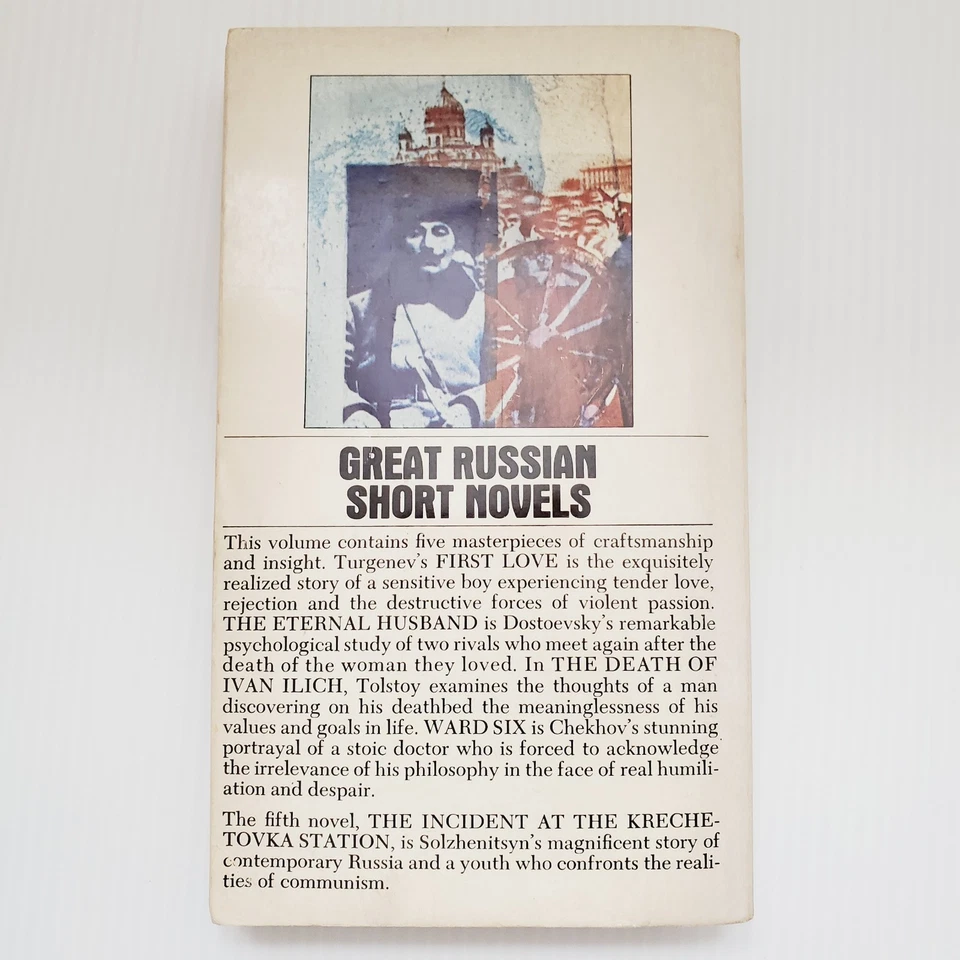 GREAT RUSSIAN
SHORT NOVELS
This volume contains five masterpieces of craftsmanship
and insight. Turgenev's FIRST LOVE is the exquisitely
realized story of a sensitive boy experiencing tender love,
rejection and the destructive forces of violent passion.
THE ETERNAL HUSBAND is Dostoevsky's remarkable
psychological study of two rivals who meet again after the
death of the woman they loved. In THE DEATH OF
IVAN ILICH, Tolstoy examines the thoughts of a man
discovering on his deathbed the meaninglessness of his
values and goals in life. WARD SIX is Chekhov's stunning
portrayal of a stoic doctor who is forced to acknowledge
the irrelevance of his philosophy in the face of real humili-
ation and despair.
The fifth novel, THE INCIDENT AT THE KRECHE-
TOVKA STATION, is Solzhenitsyn's magnificent story of
contemporary Russia and a youth who confronts the reali-
ties of communism.